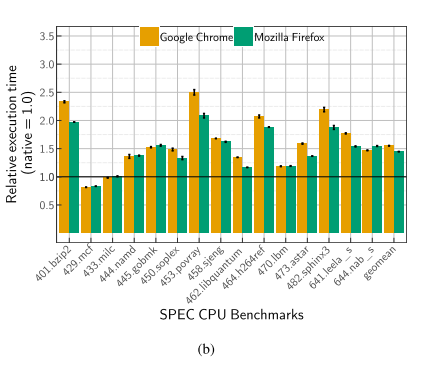 Google Chrome Mozilla Firefox
3.5
3.0
2.5
2.0
1.5
1.0
0.5
Relative execution time
(native = 1.0)
401.bzip2
429.mcf
433.milc
444.namd
445.gobmk
450.soplex
453.povray
458.sjeng
462.libquantum
464.h264ref
470.lbm
473.astar
482.sphinx3
641.leela_s
644.nab_s
geomean
SPEC CPU Benchmarks
(b)